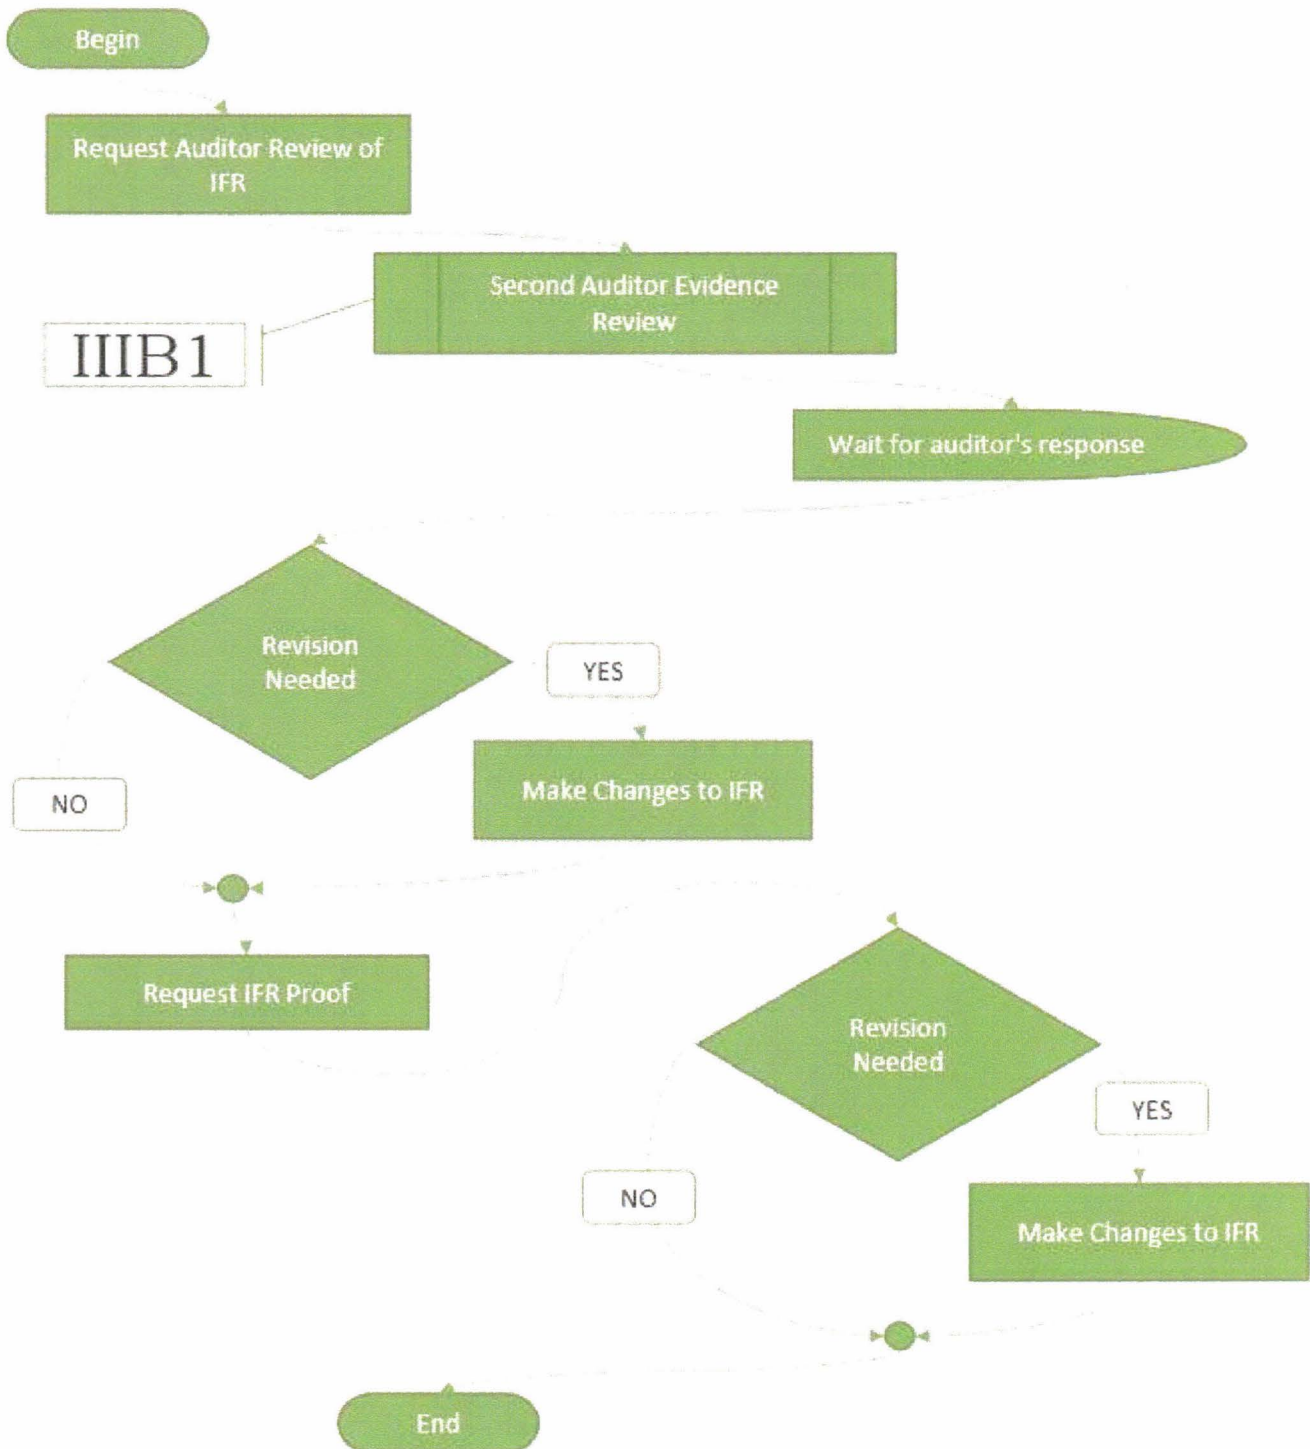 Begin
Request Auditor Review of
IFR
Second Auditor Evidence
Review
IIIB1
Wait for auditor's response
Revision
Needed
YES
NO
Make Changes to IFR
Request IFR Proof
Revision
Needed
YES
NO
Make Changes to IFR
End